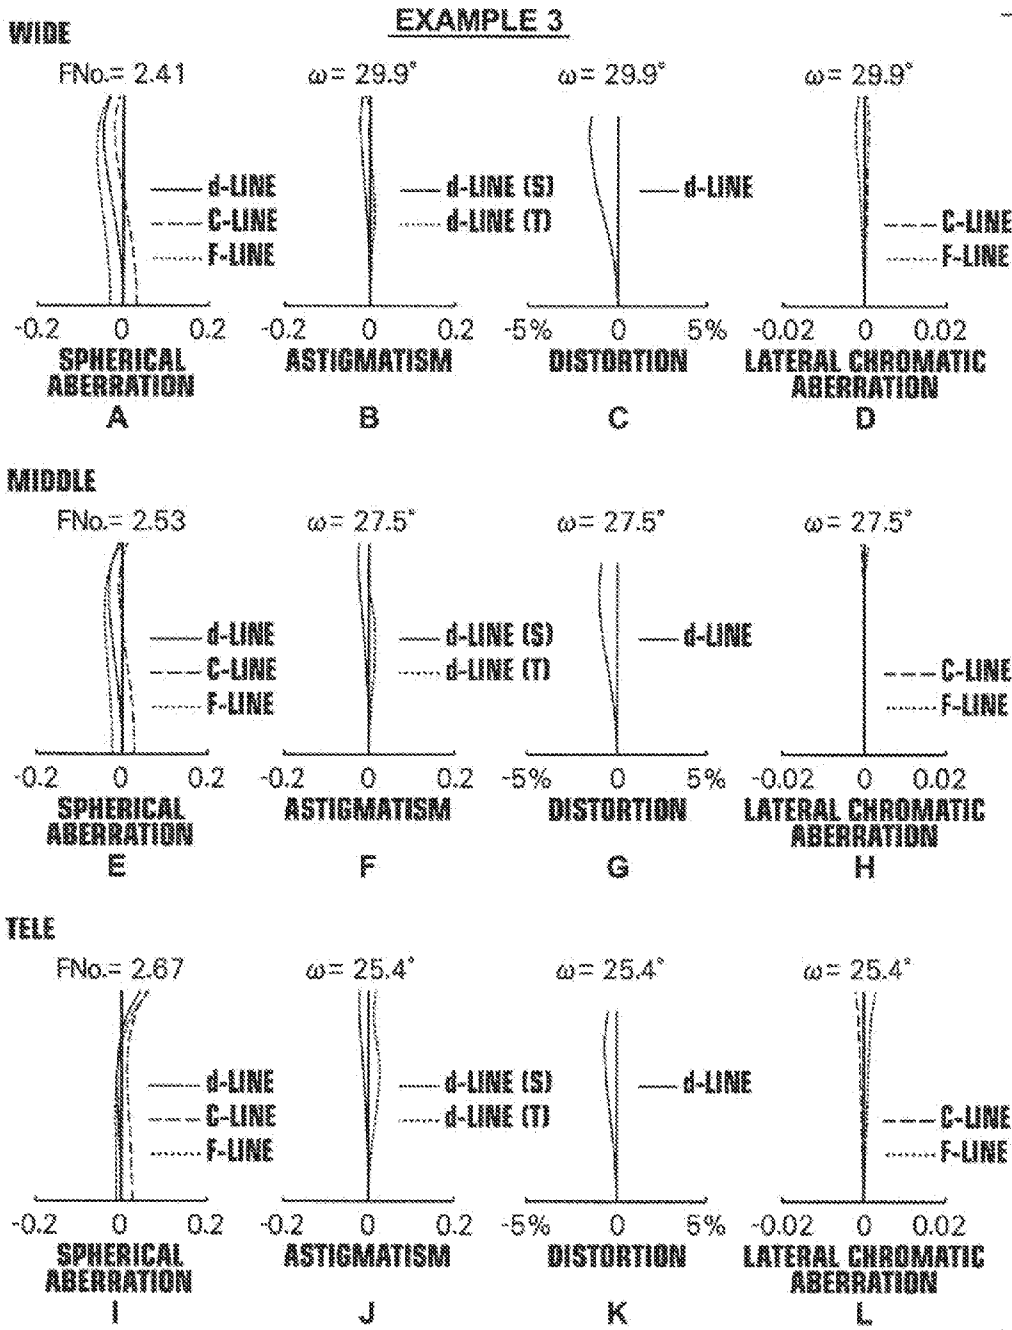 EXAMPLE 3
WIDE
FNo.= 2.41
ω= 29.9°
ω= 29.9°
ω= 29.9°
d-LINE
C-LINE
F-LINE
d-LINE (S)
d-LINE (T)
d-LINE
C-LINE
F-LINE
-0.2 0 0.2
-0.2 0 0.2
-5% 0 5%
-0.02 0 0.02
SPHERICAL
ABERRATION
ASTIGMATISM
DISTORTION
LATERAL CHROMATIC
ABERRATION
A
B
C
D
MIDDLE
FNo.= 2.53
ω= 27.5°
ω= 27.5°
ω= 27.5°
d-LINE
C-LINE
F-LINE
d-LINE (S)
d-LINE (T)
d-LINE
C-LINE
F-LINE
-0.2 0 0.2
-0.2 0 0.2
-5% 0 5%
-0.02 0 0.02
SPHERICAL
ABERRATION
ASTIGMATISM
DISTORTION
LATERAL CHROMATIC
ABERRATION
E
F
G
H
TELE
FNo.= 2.67
ω= 25.4°
ω= 25.4°
ω= 25.4°
d-LINE
C-LINE
F-LINE
d-LINE (S)
d-LINE (T)
d-LINE
C-LINE
F-LINE
-0.2 0 0.2
-0.2 0 0.2
-5% 0 5%
-0.02 0 0.02
SPHERICAL
ABERRATION
ASTIGMATISM
DISTORTION
LATERAL CHROMATIC
ABERRATION
I
J
K
L